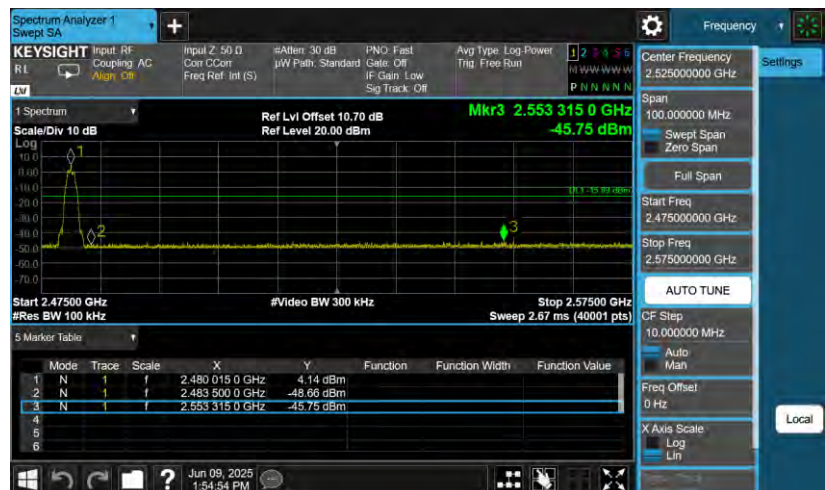 Spectrum Analyzer 1
Swept SA
Frequency
KEYSIGHT Input: RF Input Z: 50 Ω #Atten: 30 dB PNO: Fast Avg Type: Log-Power 1 2 3 4 5 6
RL Coupling: AC Corr CCorr µW Path: Standard Gate: Off Trig: Free Run M W W W W W
Align: Off Freq Ref: Int (S) IF Gain: Low
Sig Track: Off P N N N N N
LW
1 Spectrum
Ref Lvl Offset 10.70 dB
Mkr3 2.553 315 0 GHz
Scale/Div 10 dB
Ref Level 20.00 dBm
-45.75 dBm
Log
10.0
0.00
-10.0
-20.0
-30.0
-40.0
-50.0
-60.0
-70.0
1
2
3
Start 2.47500 GHz #Video BW 300 kHz Stop 2.57500 GHz
#Res BW 100 kHz Sweep 2.67 ms (40001 pts)
5 Marker Table
Mode Trace Scale X Y Function Function Width Function Value
1 N 1 f 2.480 015 0 GHz 4.14 dBm
2 N 1 f 2.483 500 0 GHz -48.66 dBm
3 N 1 f 2.553 315 0 GHz -45.75 dBm
4
5
6
Jun 09, 2025
1:54:54 PM
Center Frequency
2.525000000 GHz
Settings
Span
100.000000 MHz
Swept Span
Zero Span
Full Span
Start Freq
2.475000000 GHz
Stop Freq
2.575000000 GHz
AUTO TUNE
CF Step
10.000000 MHz
Auto
Man
Freq Offset
0 Hz
X Axis Scale
Log
Lin
Local